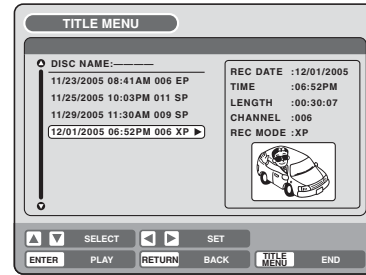 TITLE MENU
DISC NAME:————
11/23/2005 08:41AM 006 EP
11/25/2005 10:03PM 011 SP
11/29/2005 11:30AM 009 SP
12/01/2005 06:52PM 006 XP ▶
REC DATE :12/01/2005
TIME :06:52PM
LENGTH :00:30:07
CHANNEL :006
REC MODE :XP
SELECT SET
ENTER PLAY RETURN BACK TITLE MENU END